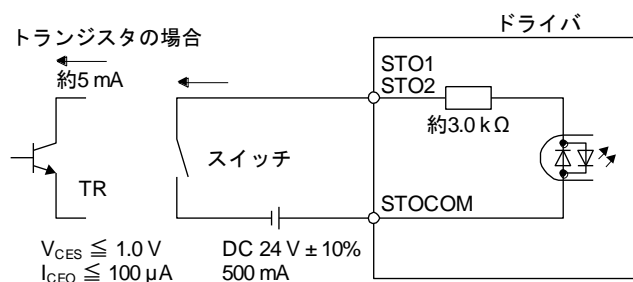 ドライバ
トランジスタの場合
約5 mA
STO1
STO2
約3.0 k Ω
スイッチ
TR
STOCOM
VCES ≦ 1.0 V
ICEO ≦ 100 μA
DC 24 V ± 10%
500 mA